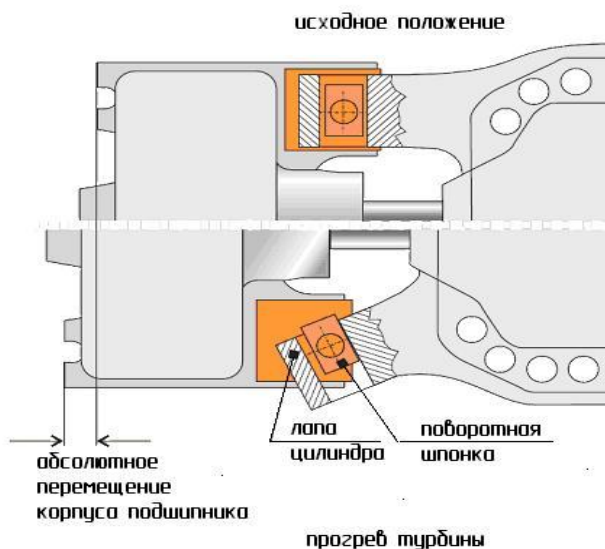 исходное положение
лапа
цилиндра
поворотная
шпонка
абсолютное
перемещение
корпуса подшипника
прогрев турбины